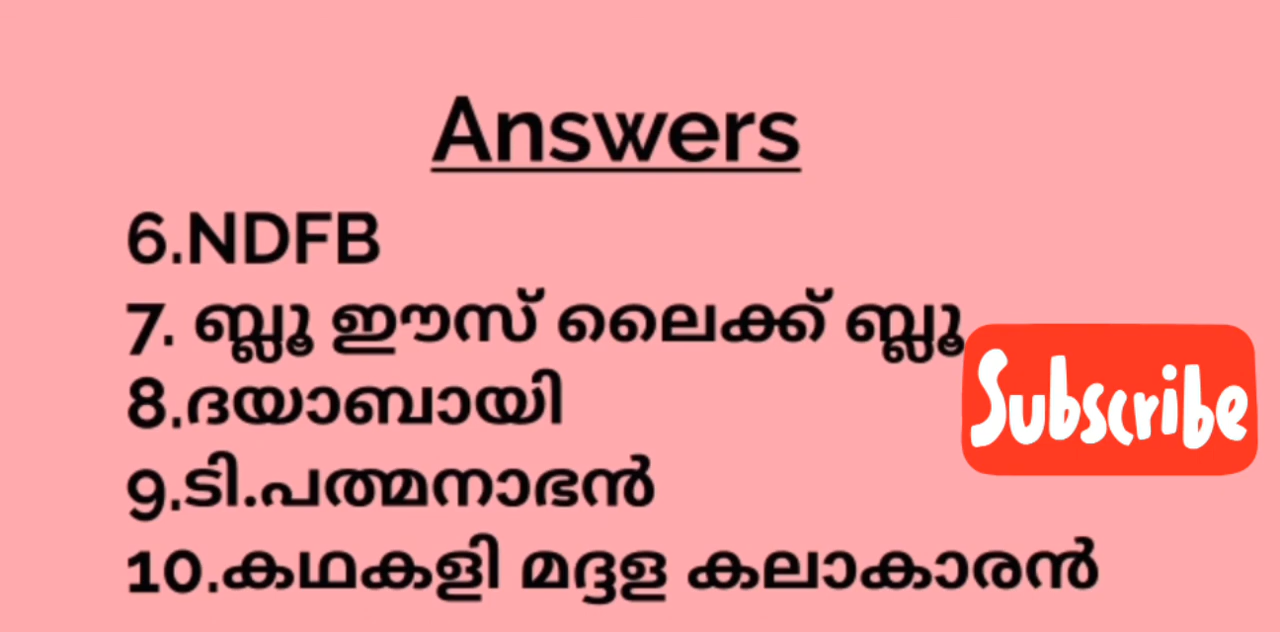 Answers
6.NDFB
7. ബ്ലൂ ഈസ് ലൈക്ക് ബ്ലൂ
Subscribe
8.ദയാബായി
9.ടി.പത്മനാഭൻ
10.കഥകളി മദ്ദള കലാകാരൻ